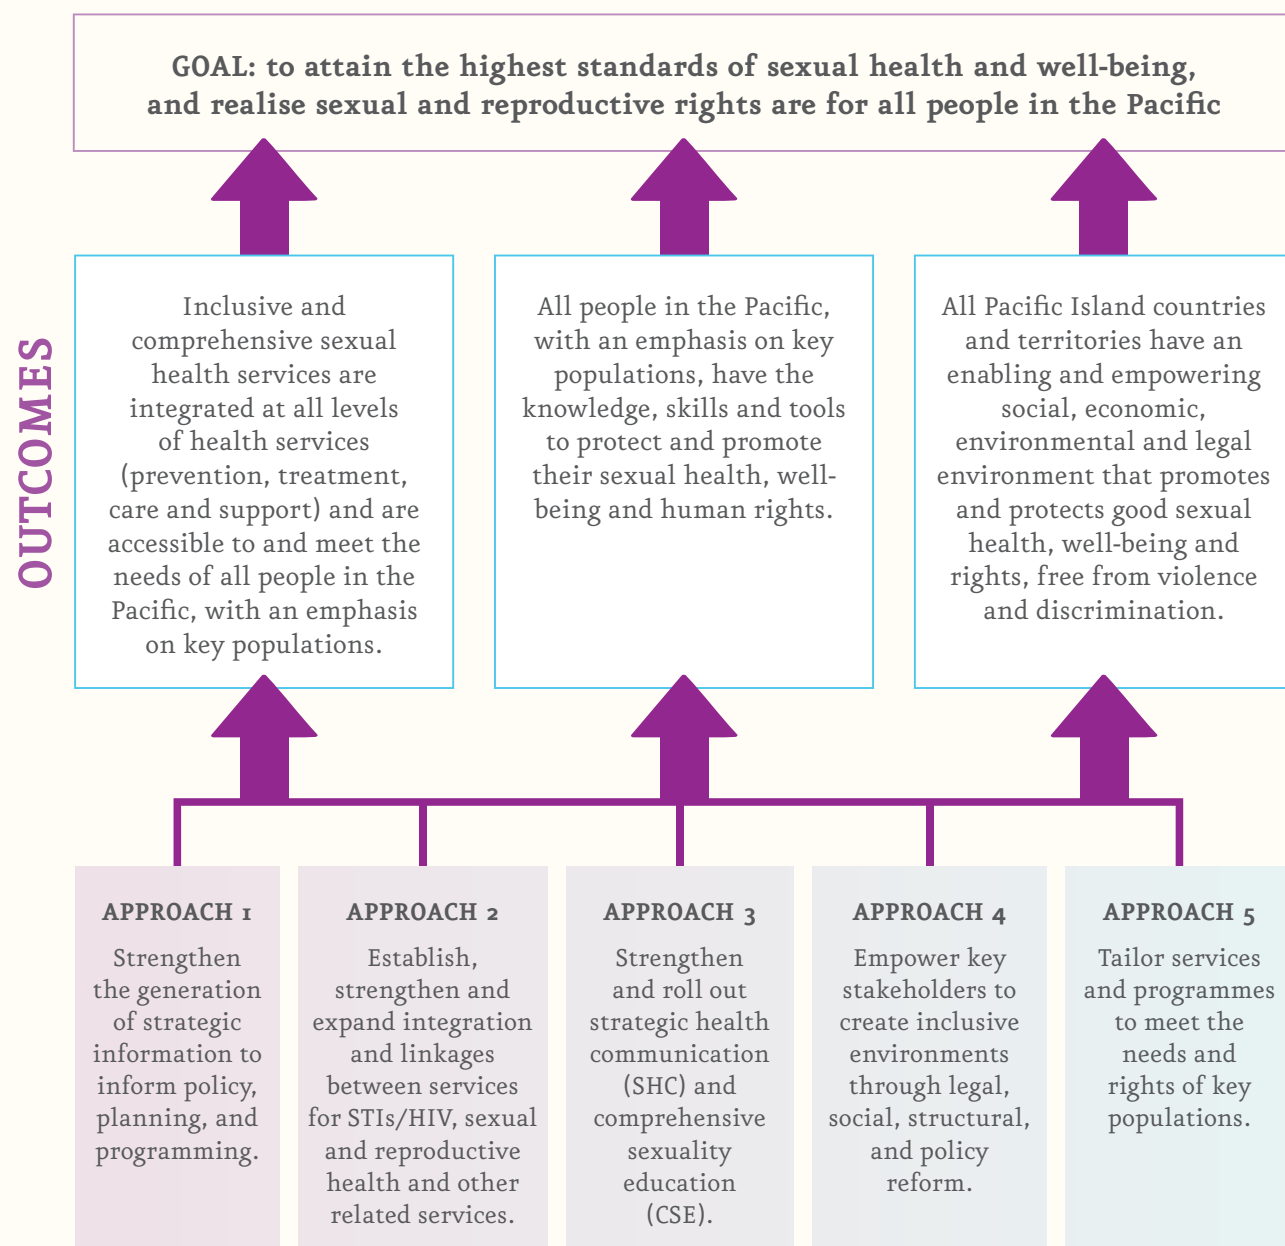 GOAL: to attain the highest standards of sexual health and well-being,
and realise sexual and reproductive rights are for all people in the Pacific
OUTCOMES
Inclusive and
comprehensive sexual
health services are
integrated at all levels
of health services
(prevention, treatment,
care and support) and are
accessible to and meet the
needs of all people in the
Pacific, with an emphasis
on key populations.
All people in the Pacific,
with an emphasis on key
populations, have the
knowledge, skills and tools
to protect and promote
their sexual health, well-
being and human rights.
All Pacific Island countries
and territories have an
enabling and empowering
social, economic,
environmental and legal
environment that promotes
and protects good sexual
health, well-being and
rights, free from violence
and discrimination.
APPROACH 1
Strengthen
the generation
of strategic
information to
inform policy,
planning, and
programming.
APPROACH 2
Establish,
strengthen and
expand integration
and linkages
between services
for STIs/HIV, sexual
and reproductive
health and other
related services.
APPROACH 3
Strengthen
and roll out
strategic health
communication
(SHC) and
comprehensive
sexuality
education
(CSE).
APPROACH 4
Empower key
stakeholders to
create inclusive
environments
through legal,
social, structural,
and policy
reform.
APPROACH 5
Tailor services
and programmes
to meet the
needs and
rights of key
populations.